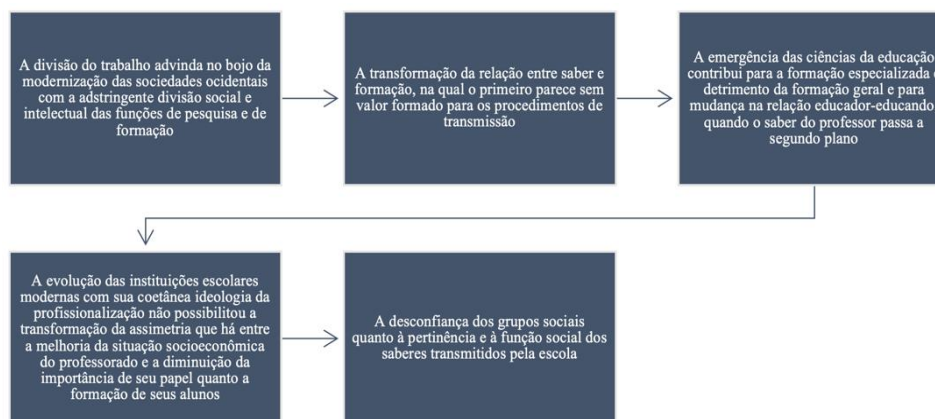 A divisão do trabalho advinda no bojo da
modernização das sociedades ocidentais
com a adstringente divisão social e
intelectual das funções de pesquisa e de
formação
A transformação da relação entre saber e
formação, na qual o primeiro parece sem
valor formado para os procedimentos de
transmissão
A emergência das ciências da educação
contribui para a formação especializada
detrimento da formação geral e para
mudança na relação educador-educando
quando o saber do professor passa a
segundo plano
A evolução das instituições escolares
modernas com sua coetânea ideologia da
profissionalização não possibilitou a
transformação da assimetria que há entre
a melhoria da situação socioeconômica
do professorado e a diminuição da
importância de seu papel quanto a
formação de seus alunos
A desconfiança dos grupos sociais
quanto à pertinência e à função social dos
saberes transmitidos pela escola